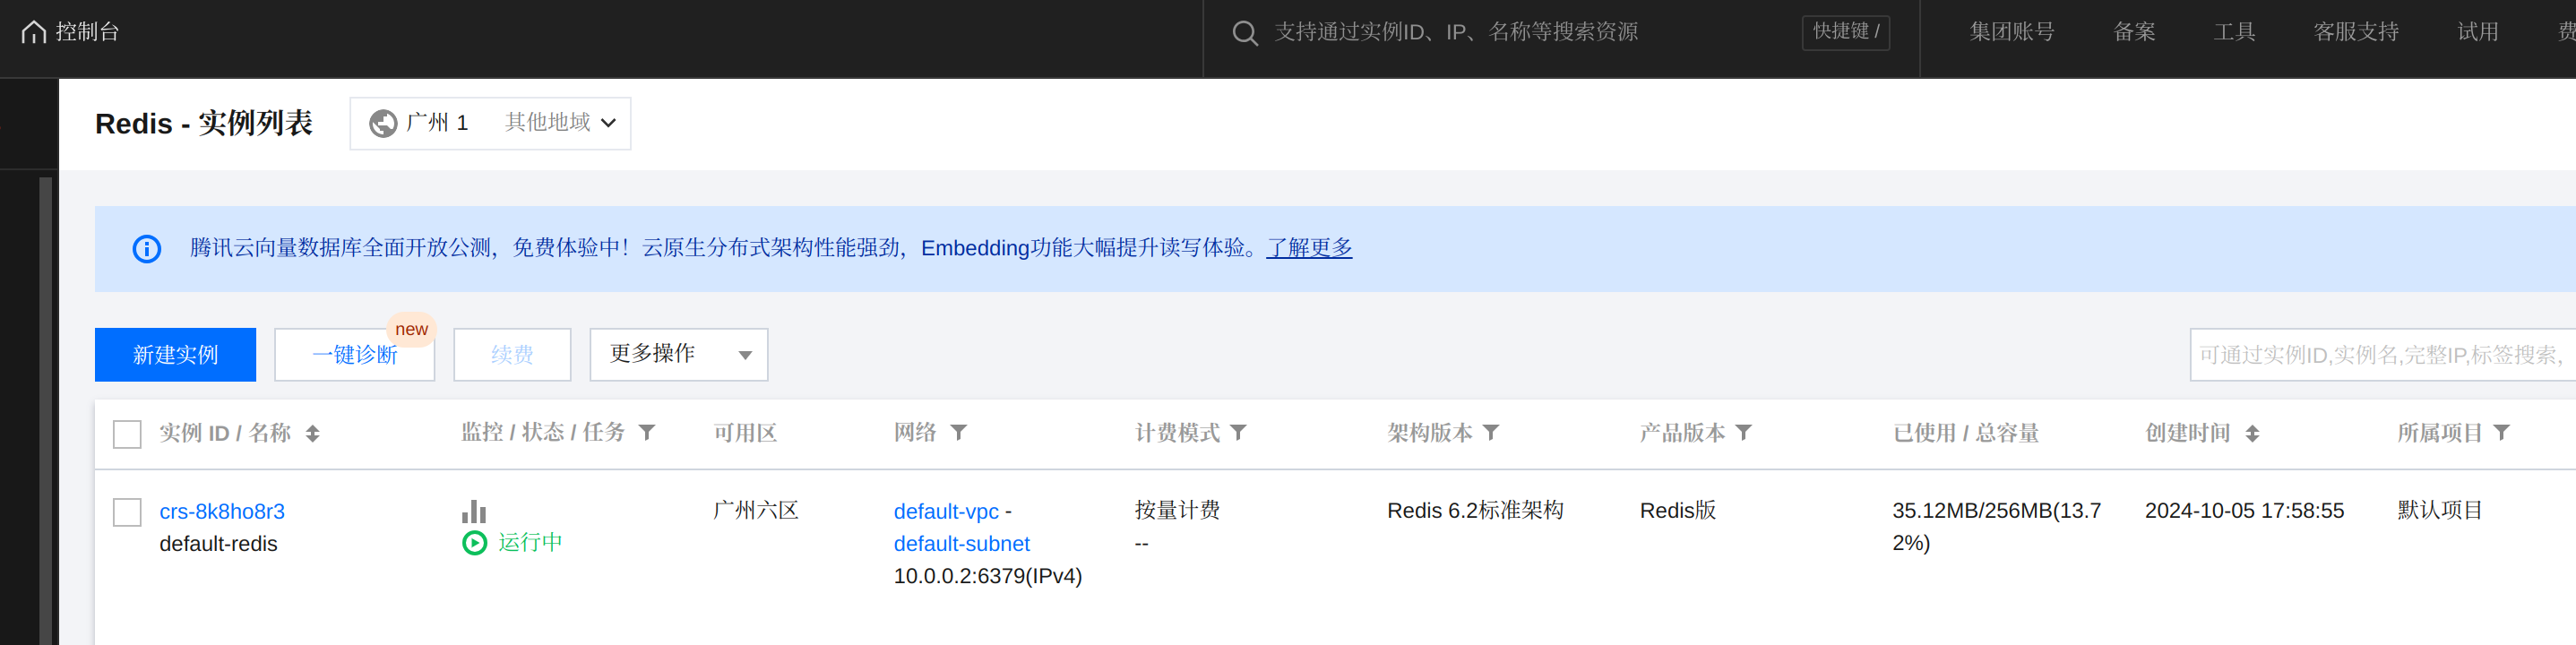 控制台
支持通过实例ID、IP、名称等搜索资源
快捷键 /
集团账号
备案
工具
客服支持
试用
费
Redis - 实例列表
广州 1
其他地域
腾讯云向量数据库全面开放公测，免费体验中！云原生分布式架构性能强劲，Embedding功能大幅提升读写体验。了解更多
新建实例
一键诊断
new
续费
更多操作
可通过实例ID,实例名,完整IP,标签搜索，
实例 ID / 名称
监控 / 状态 / 任务
可用区
网络
计费模式
架构版本
产品版本
已使用 / 总容量
创建时间
所属项目
crs-8k8ho8r3
default-redis
运行中
广州六区
default-vpc -
default-subnet
10.0.0.2:6379(IPv4)
按量计费
--
Redis 6.2标准架构
Redis版
35.12MB/256MB(13.7
2%)
2024-10-05 17:58:55
默认项目